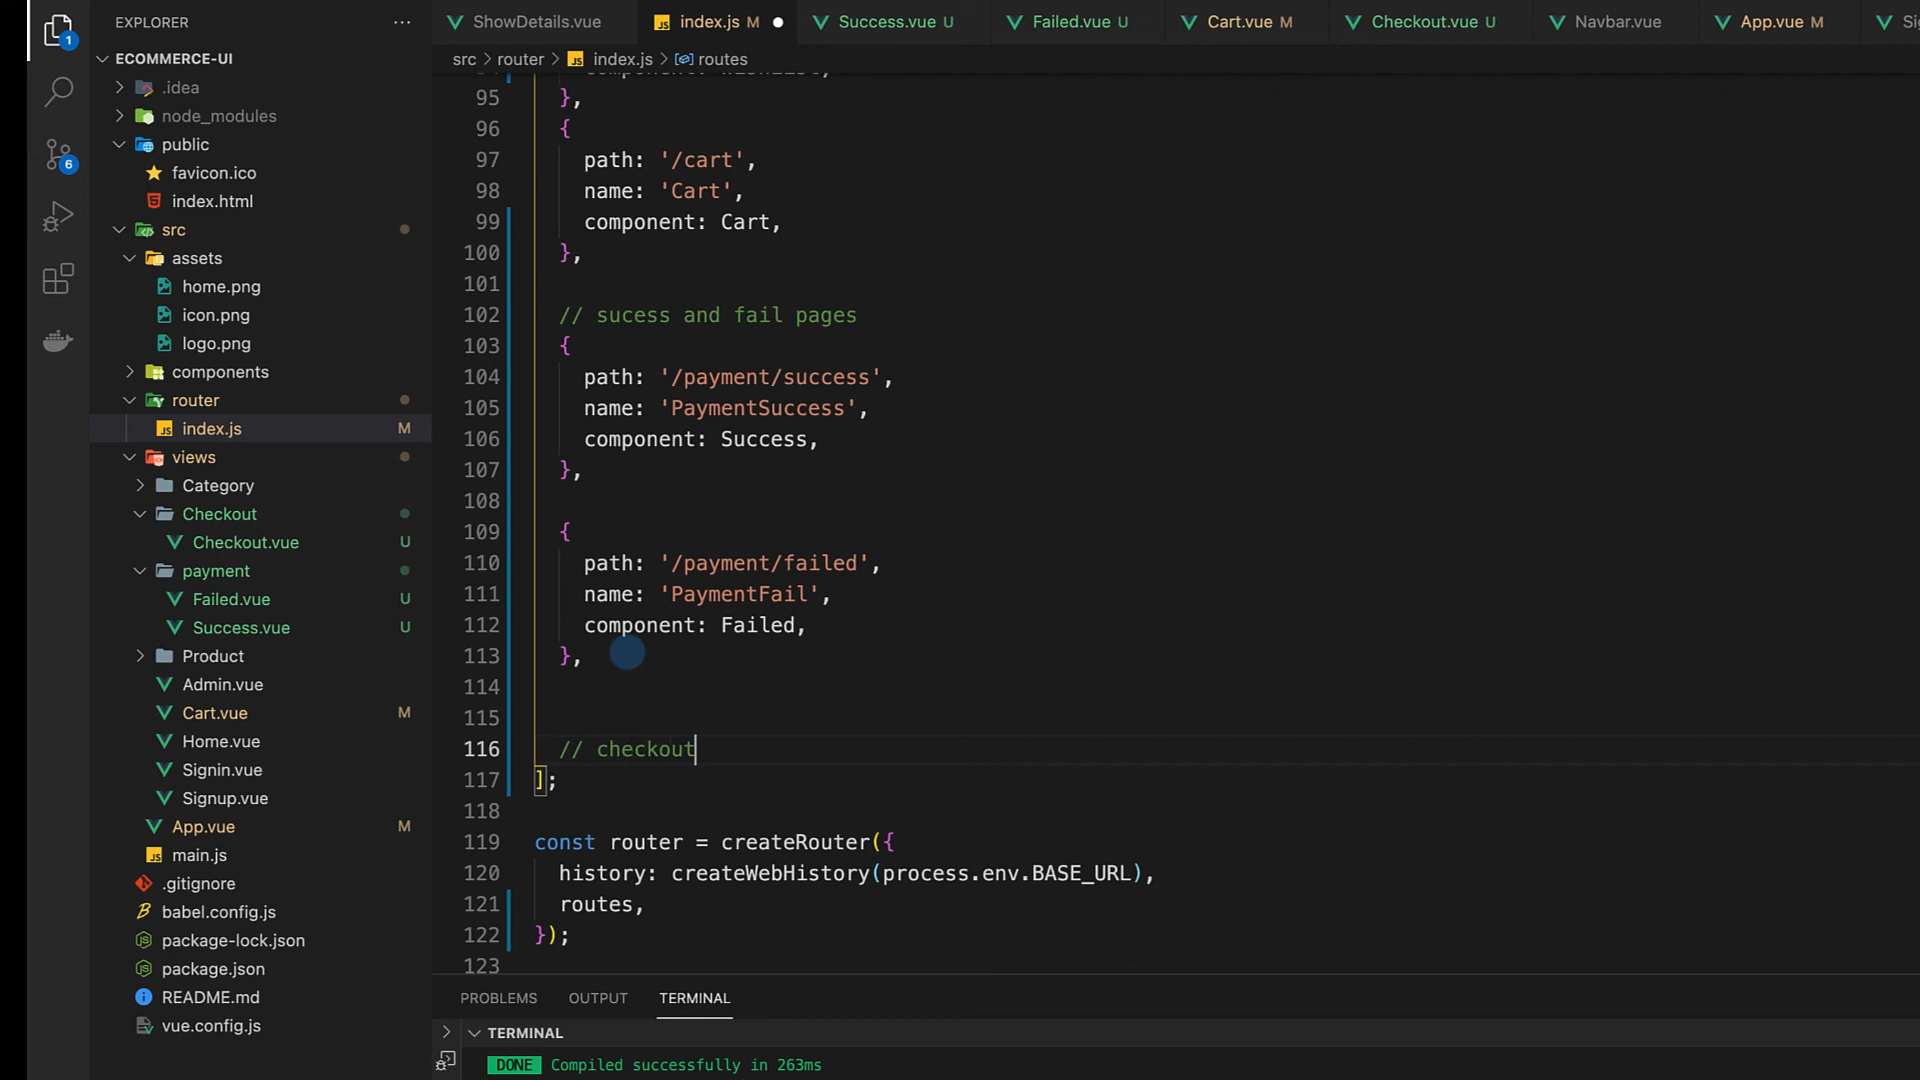 EXPLORER
ShowDetails.vue
index.js M
Success.vue U
Failed.vue U
Cart.vue M
Checkout.vue U
Navbar.vue
App.vue M
src > router > index.js > routes
1
6
ECOMMERCE-UI
.idea
node_modules
public
favicon.ico
index.html
src
assets
home.png
icon.png
logo.png
components
router
index.js M
views
Category
Checkout
Checkout.vue U
payment
Failed.vue U
Success.vue U
Product
Admin.vue
Cart.vue M
Home.vue
Signin.vue
Signup.vue
App.vue M
main.js
.gitignore
babel.config.js
package-lock.json
package.json
README.md
vue.config.js
95 },
96 {
97 path: '/cart',
98 name: 'Cart',
99 component: Cart,
100 },
101
102 // sucess and fail pages
103 {
104 path: '/payment/success',
105 name: 'PaymentSuccess',
106 component: Success,
107 },
108
109 {
110 path: '/payment/failed',
111 name: 'PaymentFail',
112 component: Failed,
113 },
114
115
116 // checkout
117 ];
118
119 const router = createRouter({
120 history: createWebHistory(process.env.BASE_URL),
121 routes,
122 });
123
PROBLEMS OUTPUT TERMINAL
TERMINAL
DONE Compiled successfully in 263ms